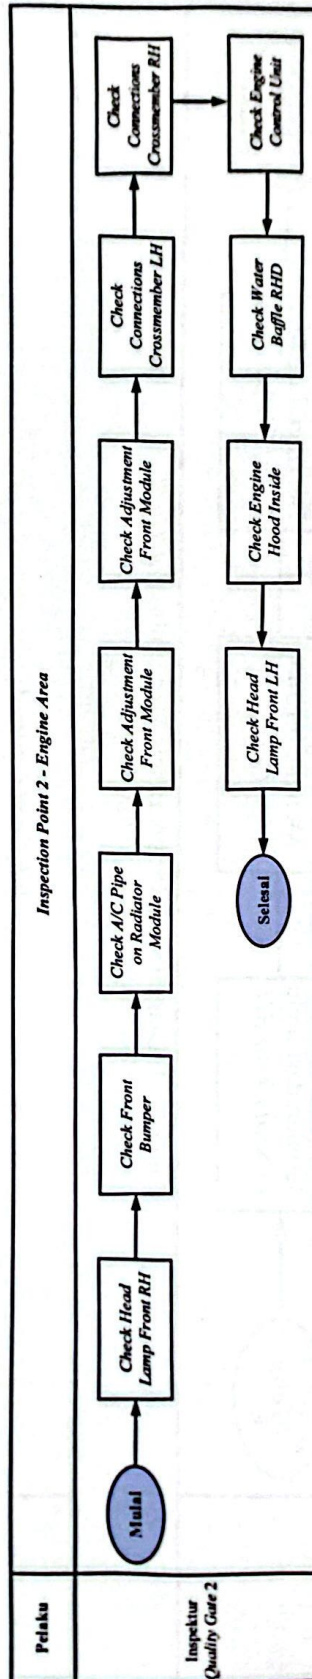 Pelaku
Inspection Point 2 - Engine Area
Inspektur
Quality Gate 2
Mulai
Check Head
Lamp Front RH
Check Front
Bumper
Check A/C Pipe
on Radiator
Module
Check Adjustment
Front Module
Check Adjustment
Front Module
Check
Connections
Crossmember LH
Check
Connections
Crossmember RH
Check Engine
Control Unit
Check Water
Baffle RHD
Check Engine
Hood Inside
Check Head
Lamp Front LH
Selesai